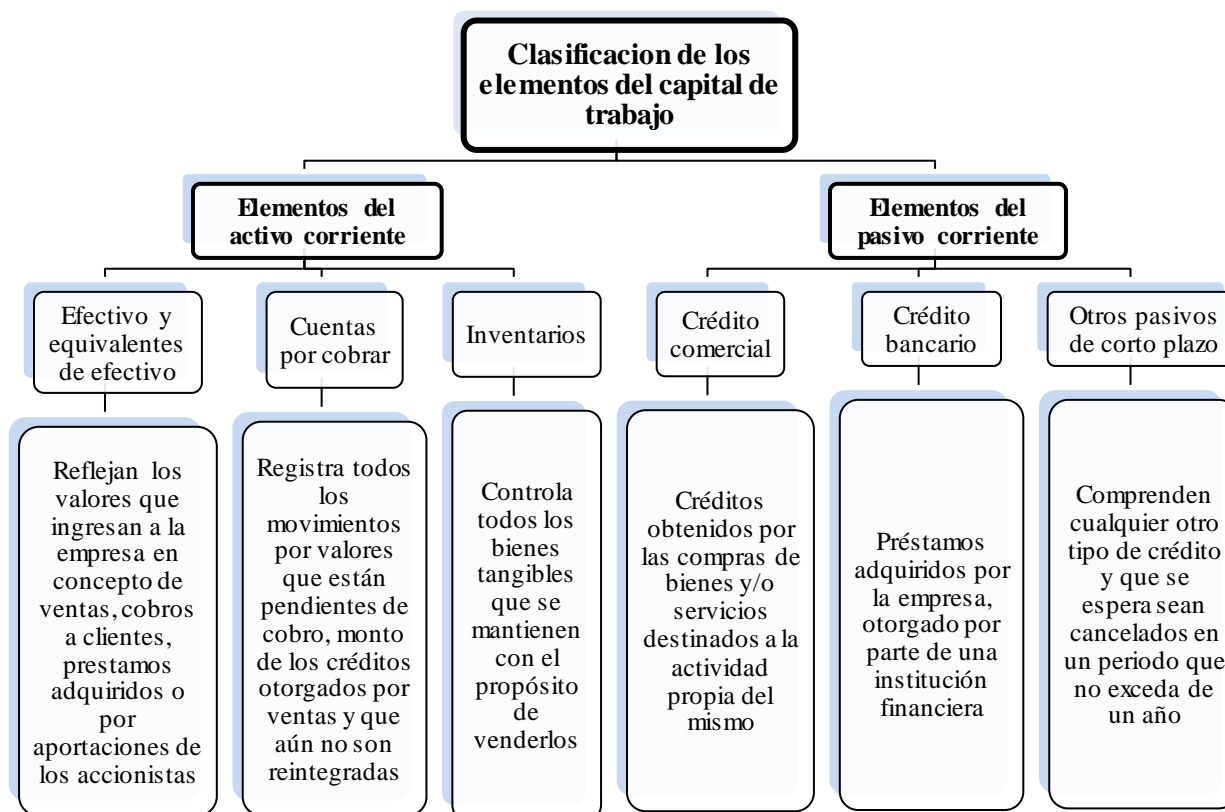 Clasificacion de los
elementos del capital de
trabajo
Elementos del
activo corriente
Elementos del
pasivo corriente
Efectivo y
equivalentes
de efectivo
Cuentas
por cobrar
Inventarios
Crédito
comercial
Crédito
bancario
Otros pasivos
de corto plazo
Reflejan los
valores que
ingresan a la
empresa en
concepto de
ventas, cobros
a clientes,
prestamos
adquiridos o
por
aportaciones de
los accionistas
Registra todos
los
movimientos
por valores
que están
pendientes de
cobro, monto
de los créditos
otorgados por
ventas y que
aún no son
reintegradas
Controla
todos los
bienes
tangibles
que se
mantienen
con el
propósito
de
venderlos
Créditos
obtenidos por
las compras de
bienes y/o
servicios
destinados a la
actividad
propia del
mismo
Préstamos
adquiridos por
la empresa,
otorgado por
parte de una
institución
financiera
Comprenden
cualquier otro
tipo de crédito
y que se
espera sean
cancelados en
un periodo que
no exceda de
un año